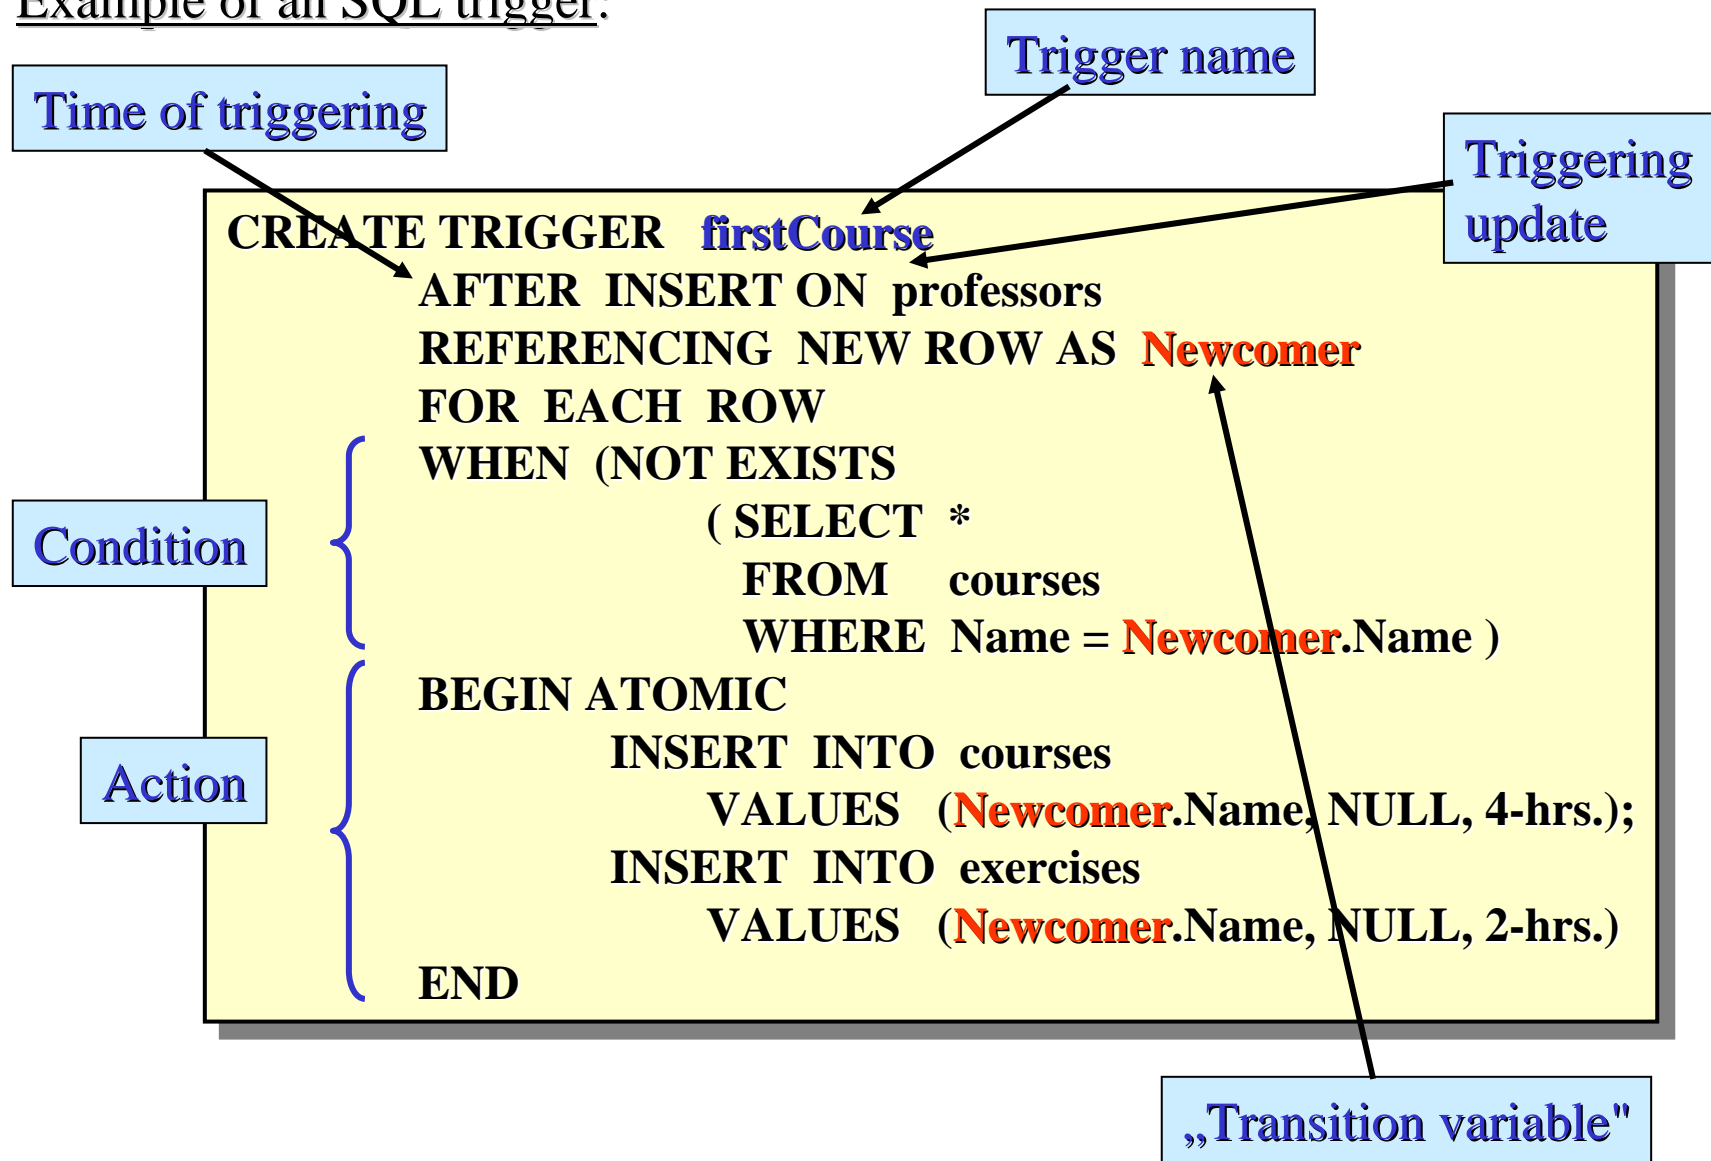 Example of an SQL trigger:
Trigger name
Time of triggering
Triggering
update
CREATE TRIGGER firstCourse
AFTER INSERT ON professors
REFERENCING NEW ROW AS Newcomer
FOR EACH ROW
WHEN (NOT EXISTS
( SELECT *
FROM courses
WHERE Name = Newcomer.Name )
BEGIN ATOMIC
INSERT INTO courses
VALUES (Newcomer.Name, NULL, 4-hrs.);
INSERT INTO exercises
VALUES (Newcomer.Name, NULL, 2-hrs.)
END
Condition
Action
„Transition variable"